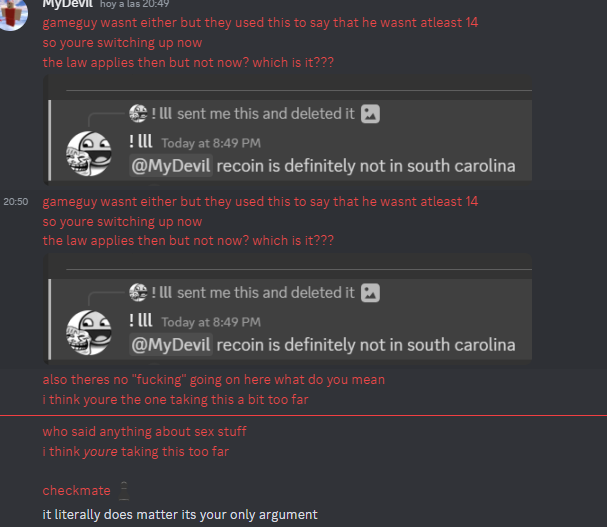 MyDevil hoy a las 20:49
gameguy wasnt either but they used this to say that he wasnt atleast 14
so youre switching up now
the law applies then but not now? which is it???
! lll sent me this and deleted it
! lll Today at 8:49 PM
@MyDevil recoin is definitely not in south carolina
20:50 gameguy wasnt either but they used this to say that he wasnt atleast 14
so youre switching up now
the law applies then but not now? which is it???
! lll sent me this and deleted it
! lll Today at 8:49 PM
@MyDevil recoin is definitely not in south carolina
also theres no "fucking" going on here what do you mean
i think youre the one taking this a bit too far
who said anything about sex stuff
i think youre taking this too far
checkmate
it literally does matter its your only argument